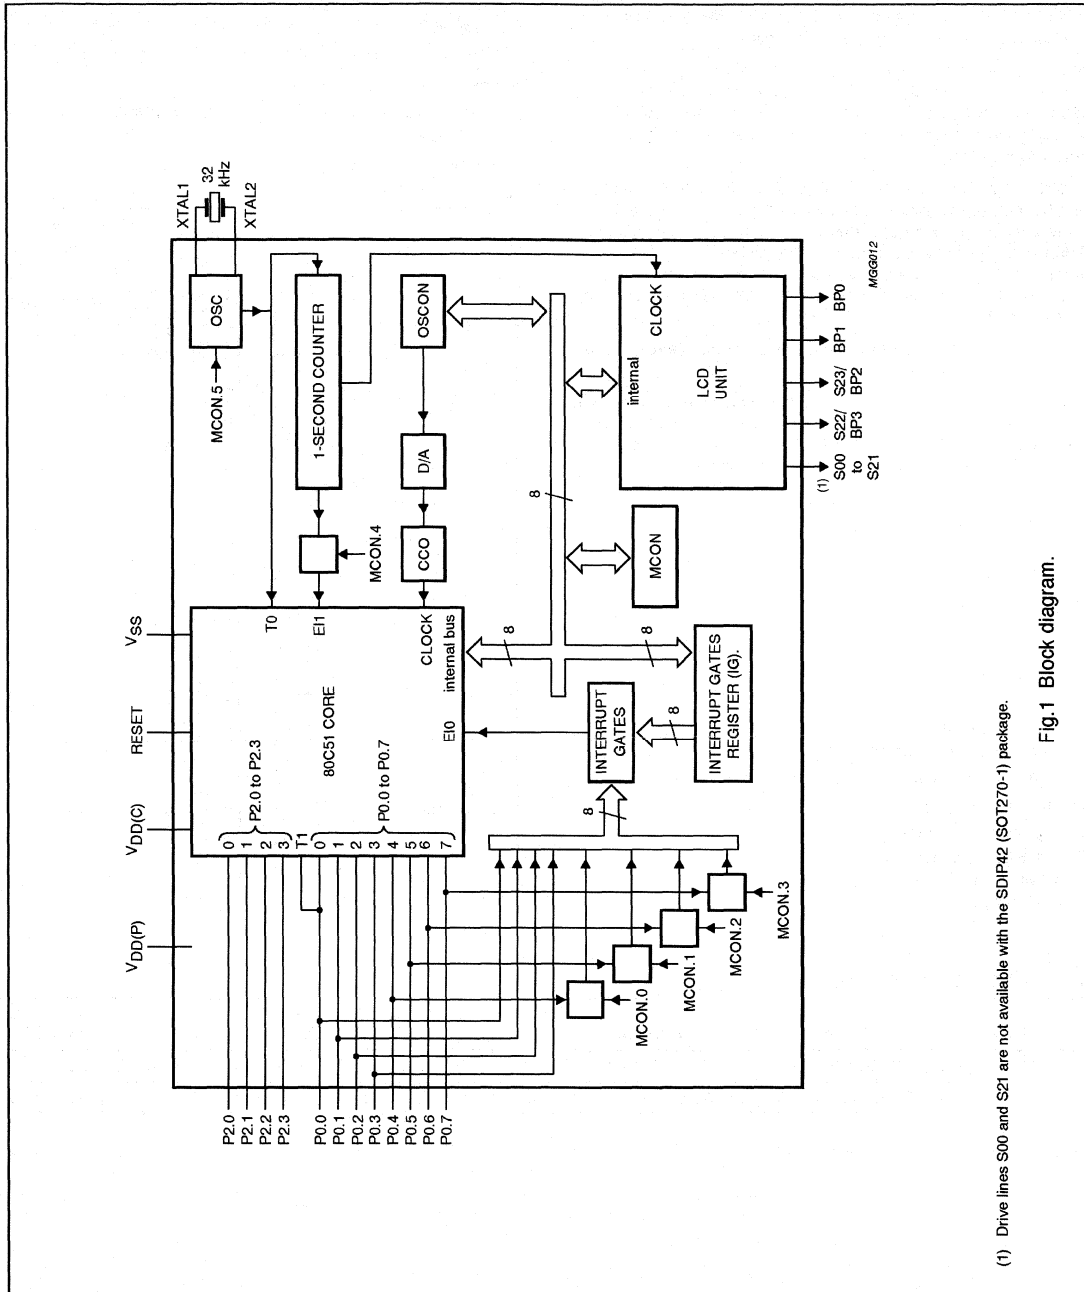 VDD(P)
VDD(C)
RESET
VSS
XTAL1
32
kHz
XTAL2
P2.0
P2.1
P2.2
P2.3
P0.0
P0.1
P0.2
P0.3
P0.4
P0.5
P0.6
P0.7
0
1
2
3
P2.0 to P2.3
T1
0
1
2
3
4
5
6
7
P0.0 to P0.7
80C51 CORE
T0
EI1
CLOCK
internal bus
EI0
OSC
MCON.5
1-SECOND COUNTER
MCON.4
OSCON
D/A
CCO
8
8
8
8
8
INTERRUPT
GATES
INTERRUPT GATES
REGISTER (IG).
MCON
internal
CLOCK
LCD
UNIT
MCON.0
MCON.1
MCON.2
MCON.3
(1)
S00
to
S21
S22/
BP3
S23/
BP2
BP1
BP0
MGG012
(1) Drive lines S00 and S21 are not available with the SDIP42 (SOT270-1) package.
Fig.1 Block diagram.